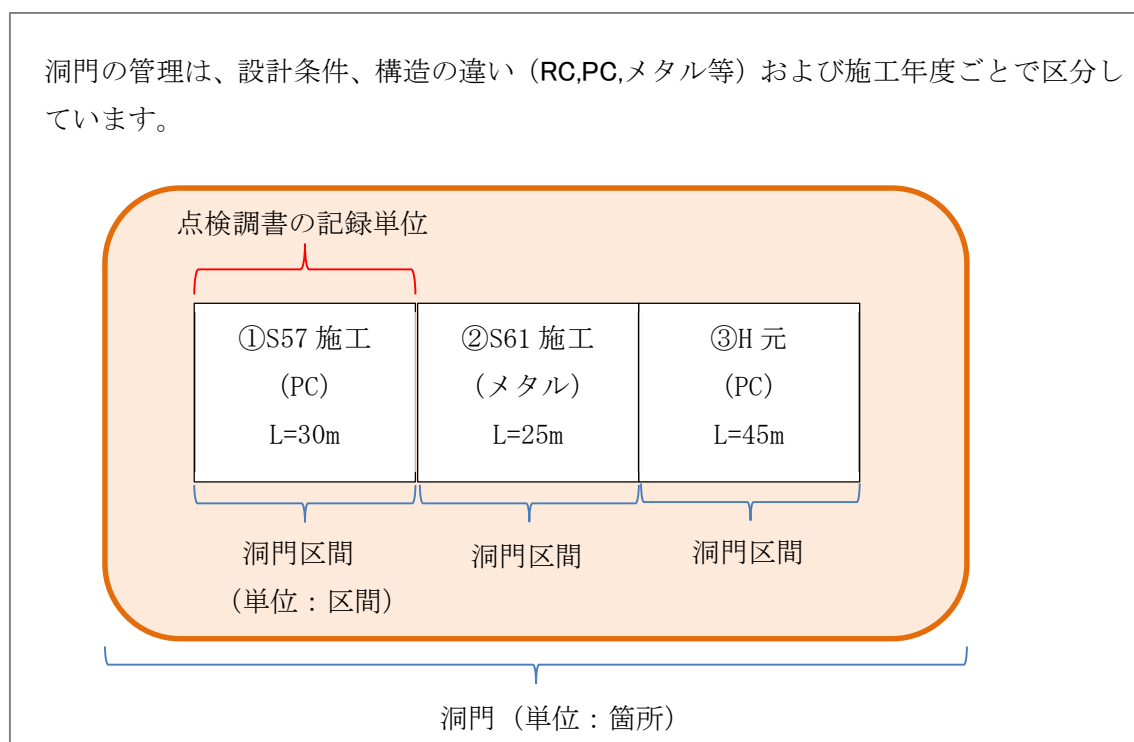 洞門の管理は、設計条件、構造の違い（RC,PC,メタル等）および施工年度ごとで区分し
ています。
点検調書の記録単位
①S57 施工
(PC)
L=30m
②S61 施工
(メタル)
L=25m
③H 元
(PC)
L=45m
洞門区間
（単位：区間）
洞門区間
洞門区間
洞門（単位：箇所）